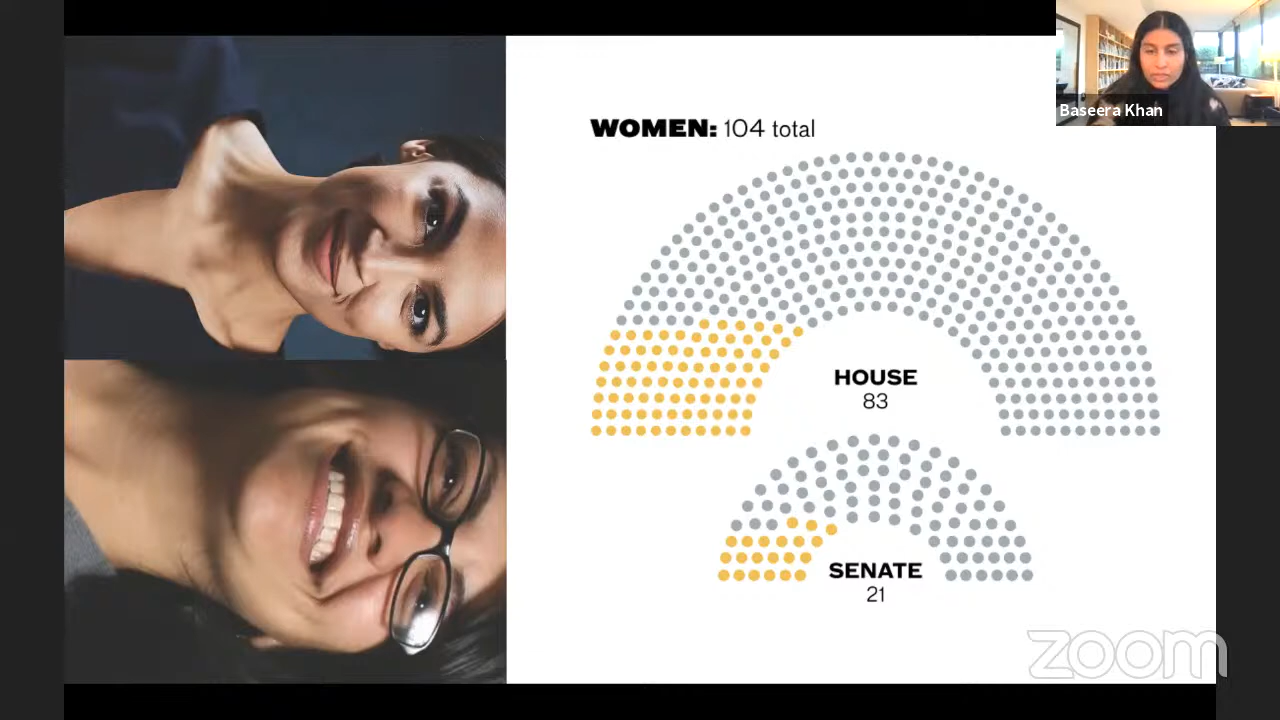 Baseera Khan
WOMEN: 104 total
HOUSE
83
SENATE
21
zoom